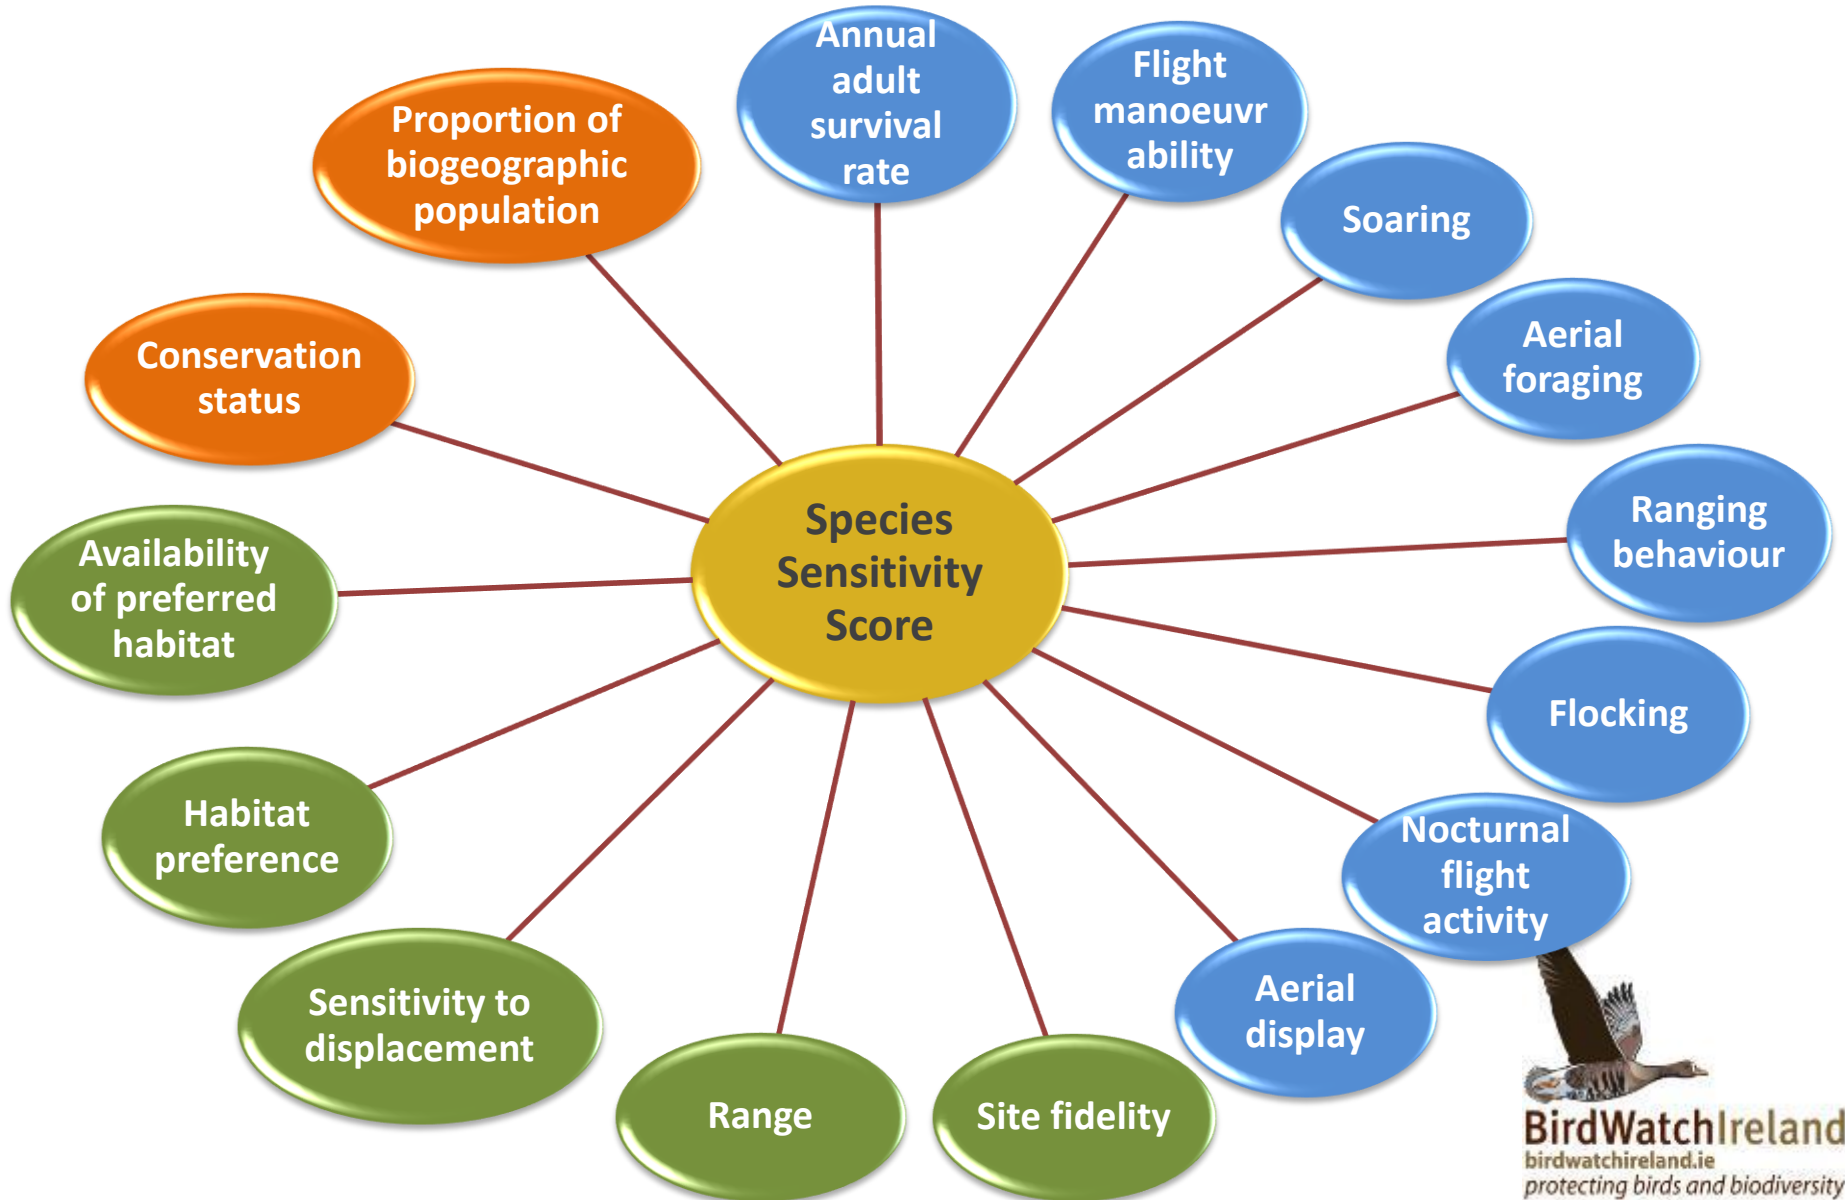 Annual
adult
survival
rate
Flight
manoeuvr
ability
Soaring
Aerial
foraging
Ranging
behaviour
Flocking
Nocturnal
flight
activity
Aerial
display
Site fidelity
Range
Sensitivity to
displacement
Habitat
preference
Availability
of preferred
habitat
Conservation
status
Proportion of
biogeographic
population
Species
Sensitivity
Score
BirdWatchIreland
birdwatchireland.ie
protecting birds and biodiversity